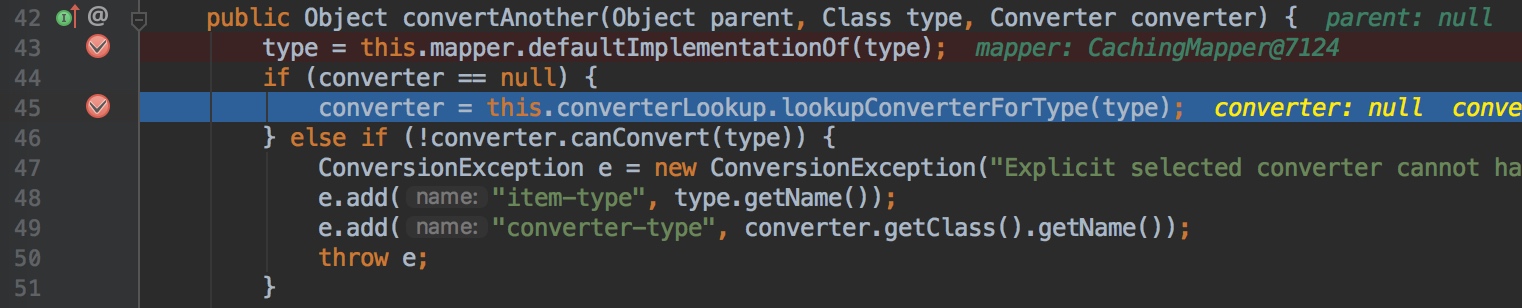 42 @ public Object convertAnother(Object parent, Class type, Converter converter) { parent: null
43 type = this.mapper.defaultImplementationOf(type); mapper: CachingMapper@7124
44 if (converter == null) {
45 converter = this.converterLookup.lookupConverterForType(type); converter: null conve
46 } else if (!converter.canConvert(type)) {
47 ConversionException e = new ConversionException("Explicit selected converter cannot ha
48 e.add( name: "item-type", type.getName());
49 e.add( name: "converter-type", converter.getClass().getName());
50 throw e;
51 }